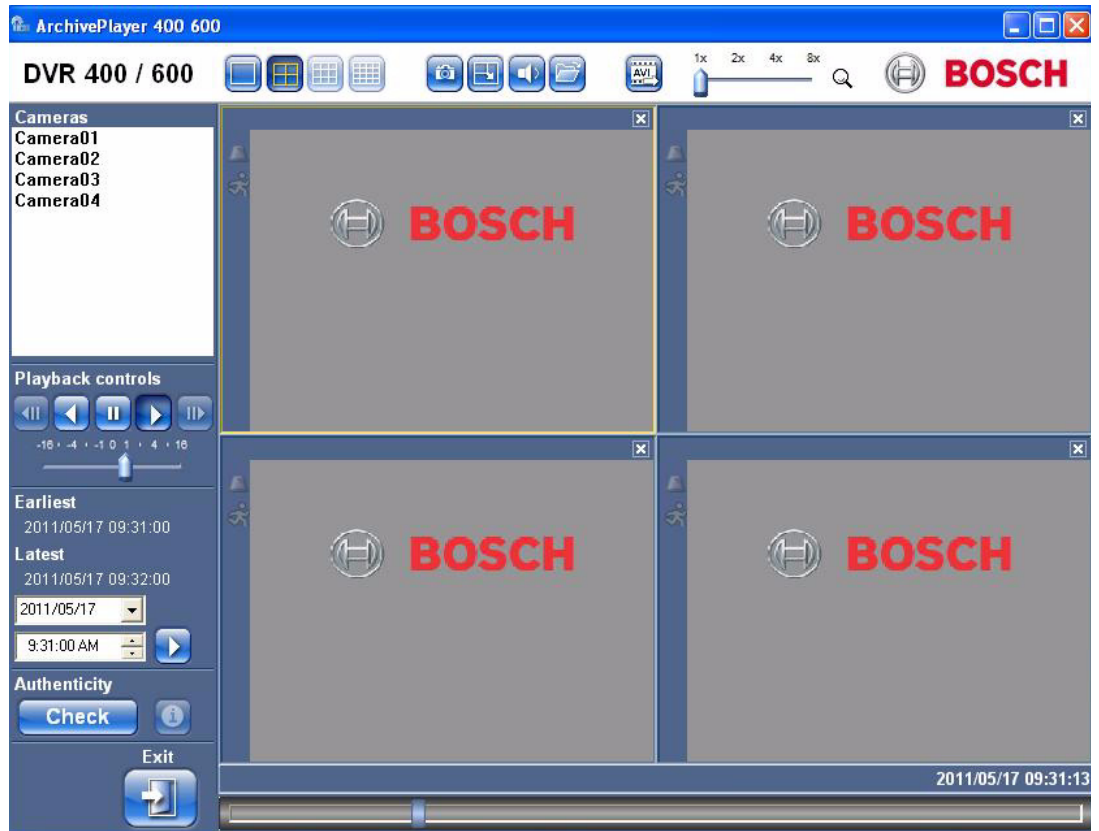 ArchivePlayer 400 600
DVR 400 / 600
AVI
1x 2x 4x 8x
BOSCH
Cameras
Camera01
Camera02
Camera03
Camera04
BOSCH
BOSCH
Playback controls
-16 -4 -1 0 1 4 16
Earliest
2011/05/17 09:31:00
Latest
2011/05/17 09:32:00
2011/05/17
9:31:00 AM
BOSCH
BOSCH
Authenticity
Check
i
Exit
2011/05/17 09:31:13